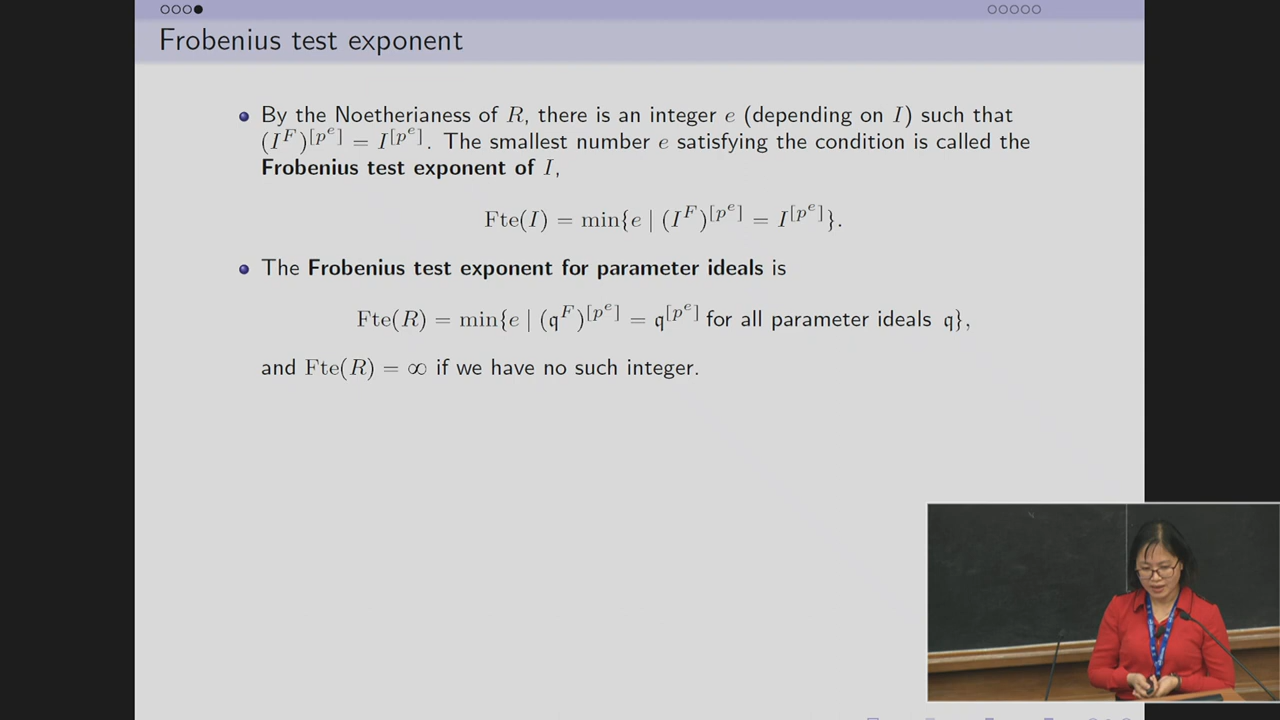 Frobenius test exponent
By the Noetherianess of R, there is an integer e (depending on I) such that
(I^F)^{[p^e]} = I^{[p^e]}. The smallest number e satisfying the condition is called the
Frobenius test exponent of I,
Fte(I) = min{e | (I^F)^{[p^e]} = I^{[p^e]}}.
The Frobenius test exponent for parameter ideals is
Fte(R) = min{e | (𝔮^F)^{[p^e]} = 𝔮^{[p^e]} for all parameter ideals 𝔮},
and Fte(R) = ∞ if we have no such integer.